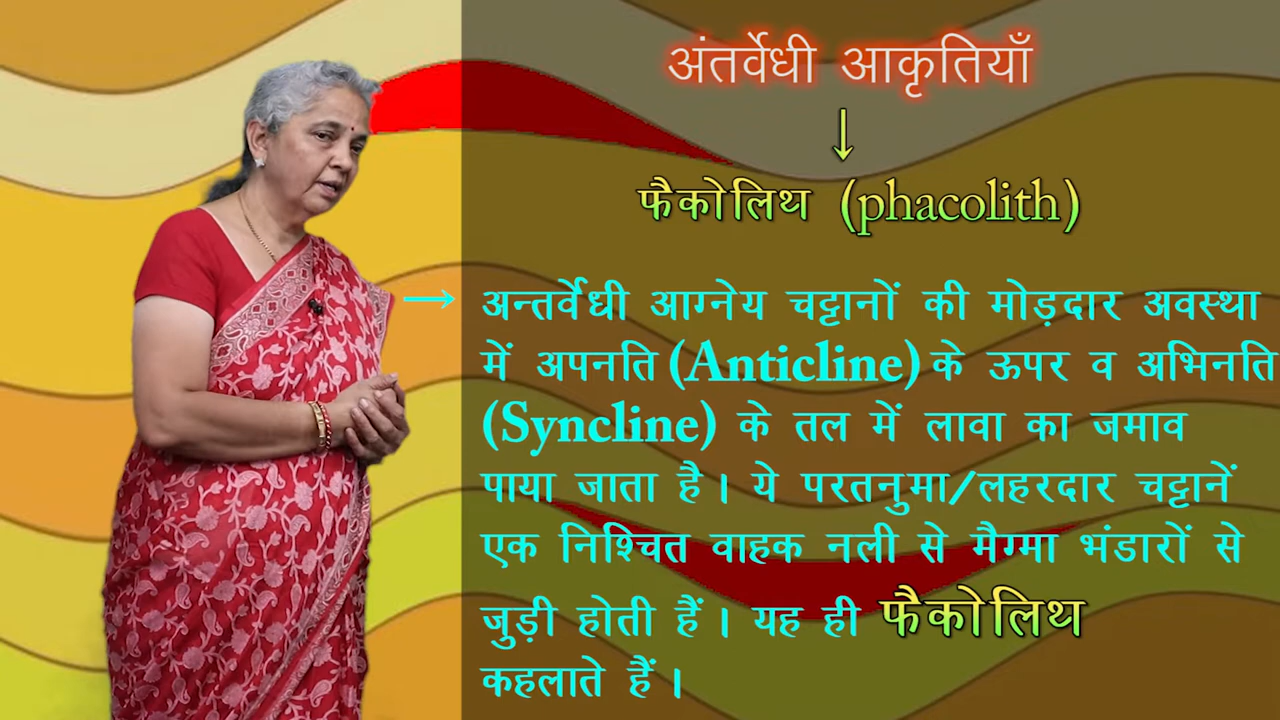 अंतर्वेधी आकृतियाँ
↓
फैकोलिथ (phacolith)
→ अन्तर्वेधी आग्नेय चट्टानों की मोड़दार अवस्था
में अपनति (Anticline) के ऊपर व अभिनति
(Syncline) के तल में लावा का जमाव
पाया जाता है। ये परतनुमा/लहरदार चट्टानें
एक निश्चित वाहक नली से मैग्मा भंडारों से
जुड़ी होती हैं। यह ही फैकोलिथ
कहलाते हैं।